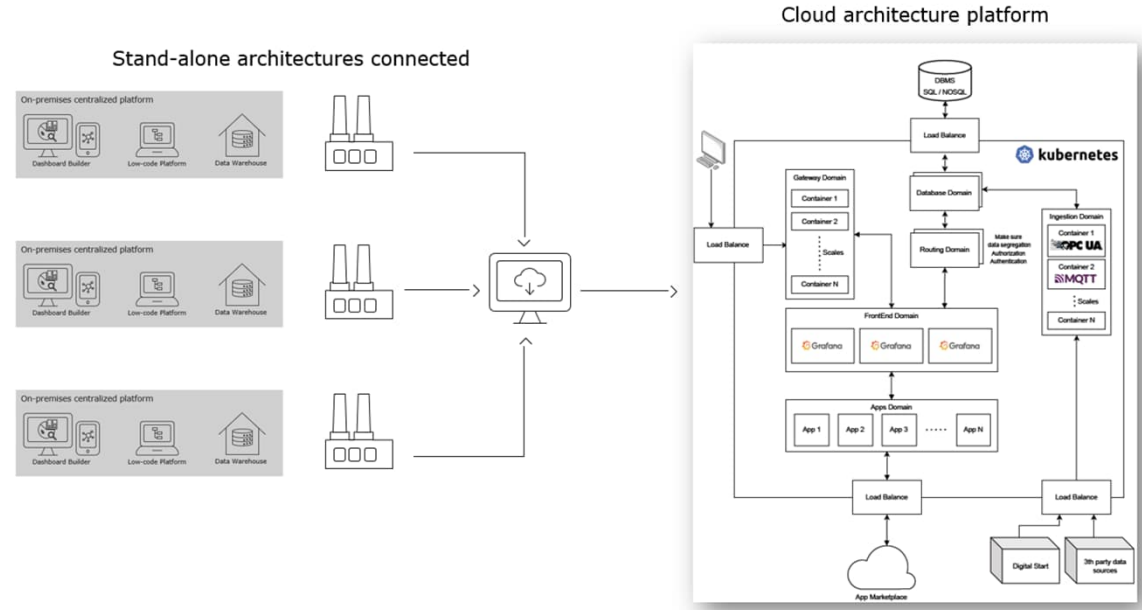 Cloud architecture platform
Stand-alone architectures connected
On-premises centralized platform
Dashboard Builder
Low-code Platform
Data Warehouse
On-premises centralized platform
Dashboard Builder
Low-code Platform
Data Warehouse
On-premises centralized platform
Dashboard Builder
Low-code Platform
Data Warehouse
DBMS
SQL / NOSQL
Load Balance
kubernetes
Gateway Domain
Container 1
Container 2
Scales
Container N
Load Balance
Database Domain
Routing Domain
Make sure
data segregation
Authorization
Authentication
Ingestion Domain
Container 1
OPC UA
Container 2
MQTT
Scales
Container N
FrontEnd Domain
Grafana
Grafana
Grafana
Apps Domain
App 1
App 2
App 3
App N
Load Balance
Load Balance
Digital Start
3th party data
sources
App Marketplace